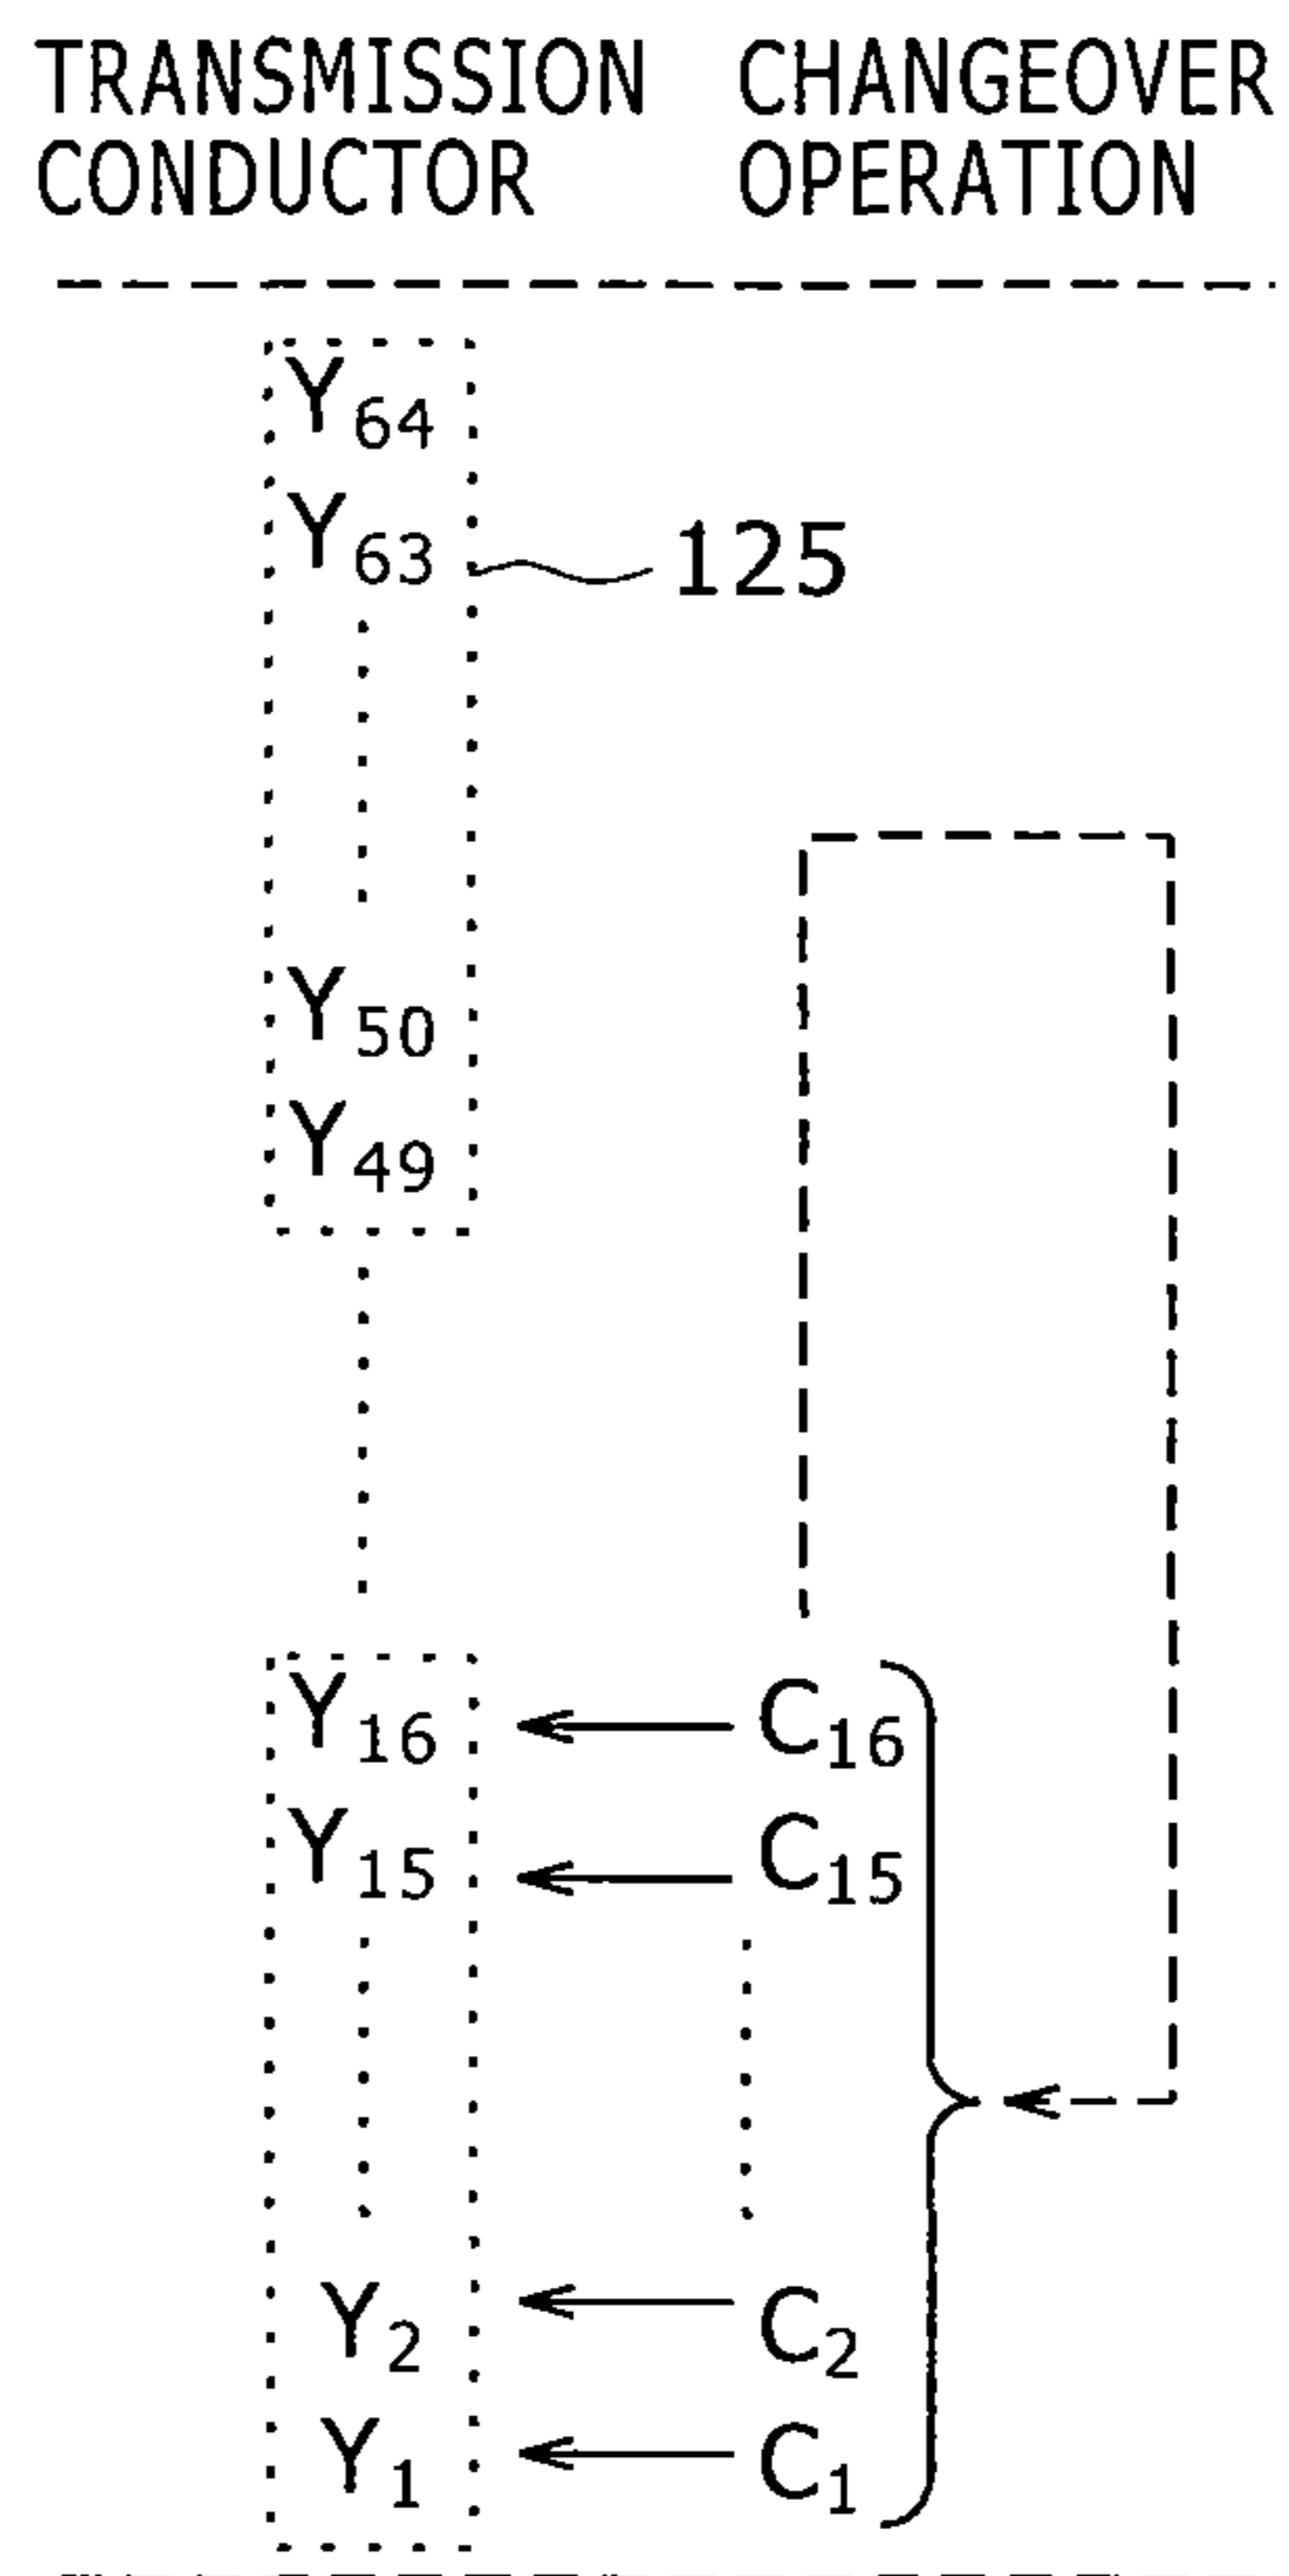 TRANSMISSION CHANGEOVER
CONDUCTOR OPERATION
Y64
Y63
125
Y50
Y49
Y16 C16
Y15 C15
Y2 C2
Y1 C1